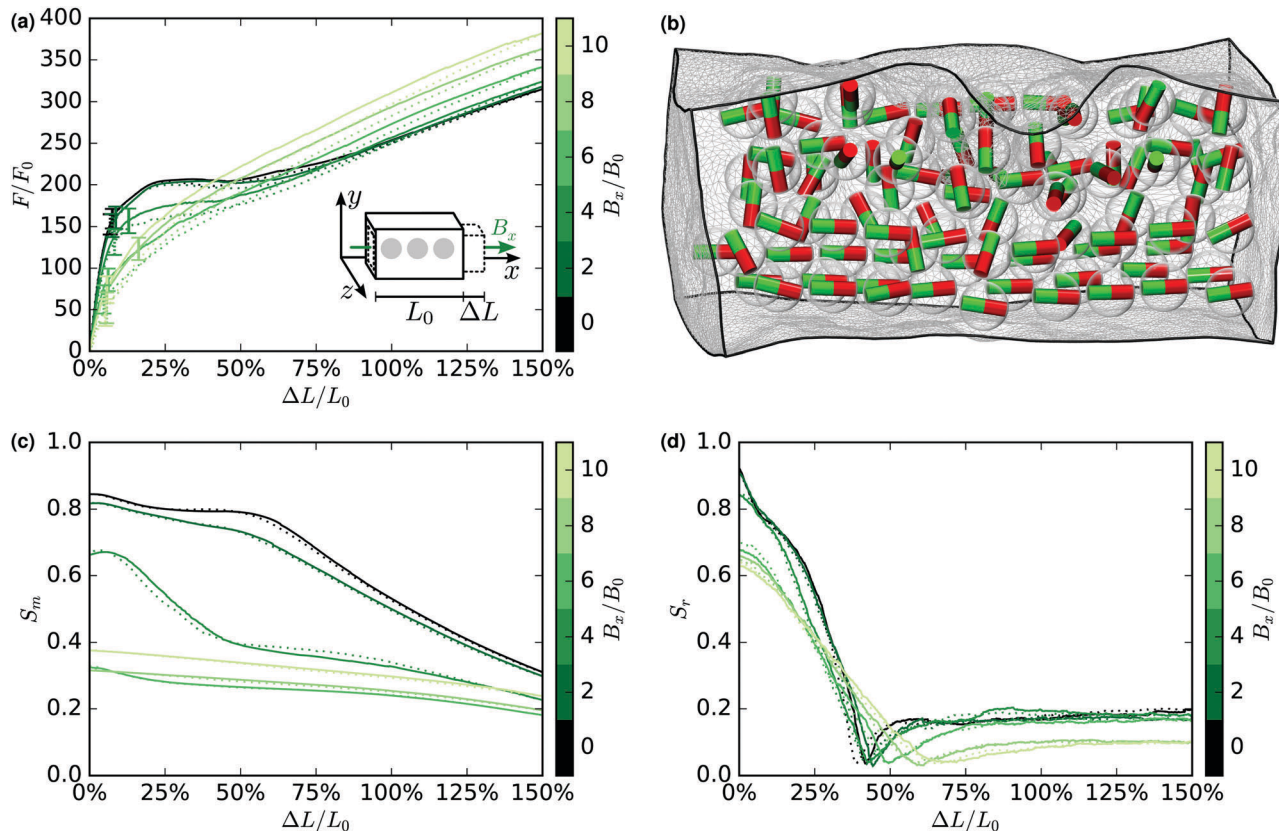 (a)
400
350
300
250
200
150
100
50
0
F/F₀
0% 25% 50% 75% 100% 125% 150%
ΔL/L₀
y
x
z
Bₓ
L₀ ΔL
10
8
6
4
2
0
Bₓ/B₀
(b)
(c)
1.0
0.8
0.6
0.4
0.2
0.0
Sₘ
0% 25% 50% 75% 100% 125% 150%
ΔL/L₀
10
8
6
4
2
0
Bₓ/B₀
(d)
1.0
0.8
0.6
0.4
0.2
0.0
Sᵣ
0% 25% 50% 75% 100% 125% 150%
ΔL/L₀
10
8
6
4
2
0
Bₓ/B₀